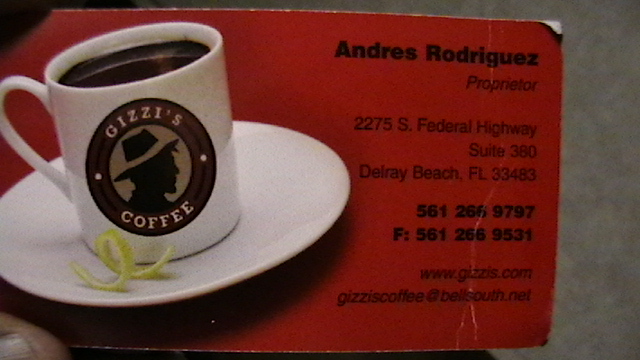 GIZZI'S
COFFEE
Andres Rodriguez
Proprietor
2275 S. Federal Highway
Suite 380
Delray Beach, FL 33483
561 266 9797
F: 561 266 9531
www.gizzis.com
gizziscoffee@bellsouth.net